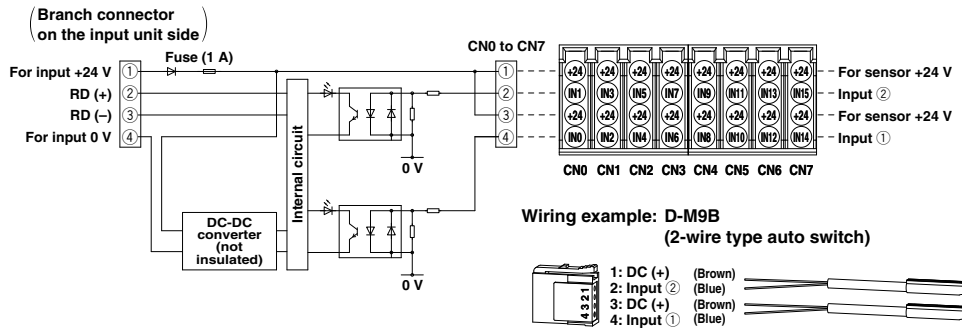 Branch connector
on the input unit side
Fuse (1 A)
CN0 to CN7
For input +24 V ①
RD (+) ②
RD (–) ③
For input 0 V ④
Internal circuit
DC-DC
converter
(not
insulated)
0 V
0 V
① For sensor +24 V
② Input ②
③ For sensor +24 V
④ Input ①
+24 +24 +24 +24 +24 +24 +24 +24
IN1 IN3 IN5 IN7 IN9 IN11 IN13 IN15
+24 +24 +24 +24 +24 +24 +24 +24
IN0 IN2 IN4 IN6 IN8 IN10 IN12 IN14
CN0 CN1 CN2 CN3 CN4 CN5 CN6 CN7
Wiring example: D-M9B
(2-wire type auto switch)
4 3 2 1
1: DC (+) (Brown)
2: Input ② (Blue)
3: DC (+) (Brown)
4: Input ① (Blue)